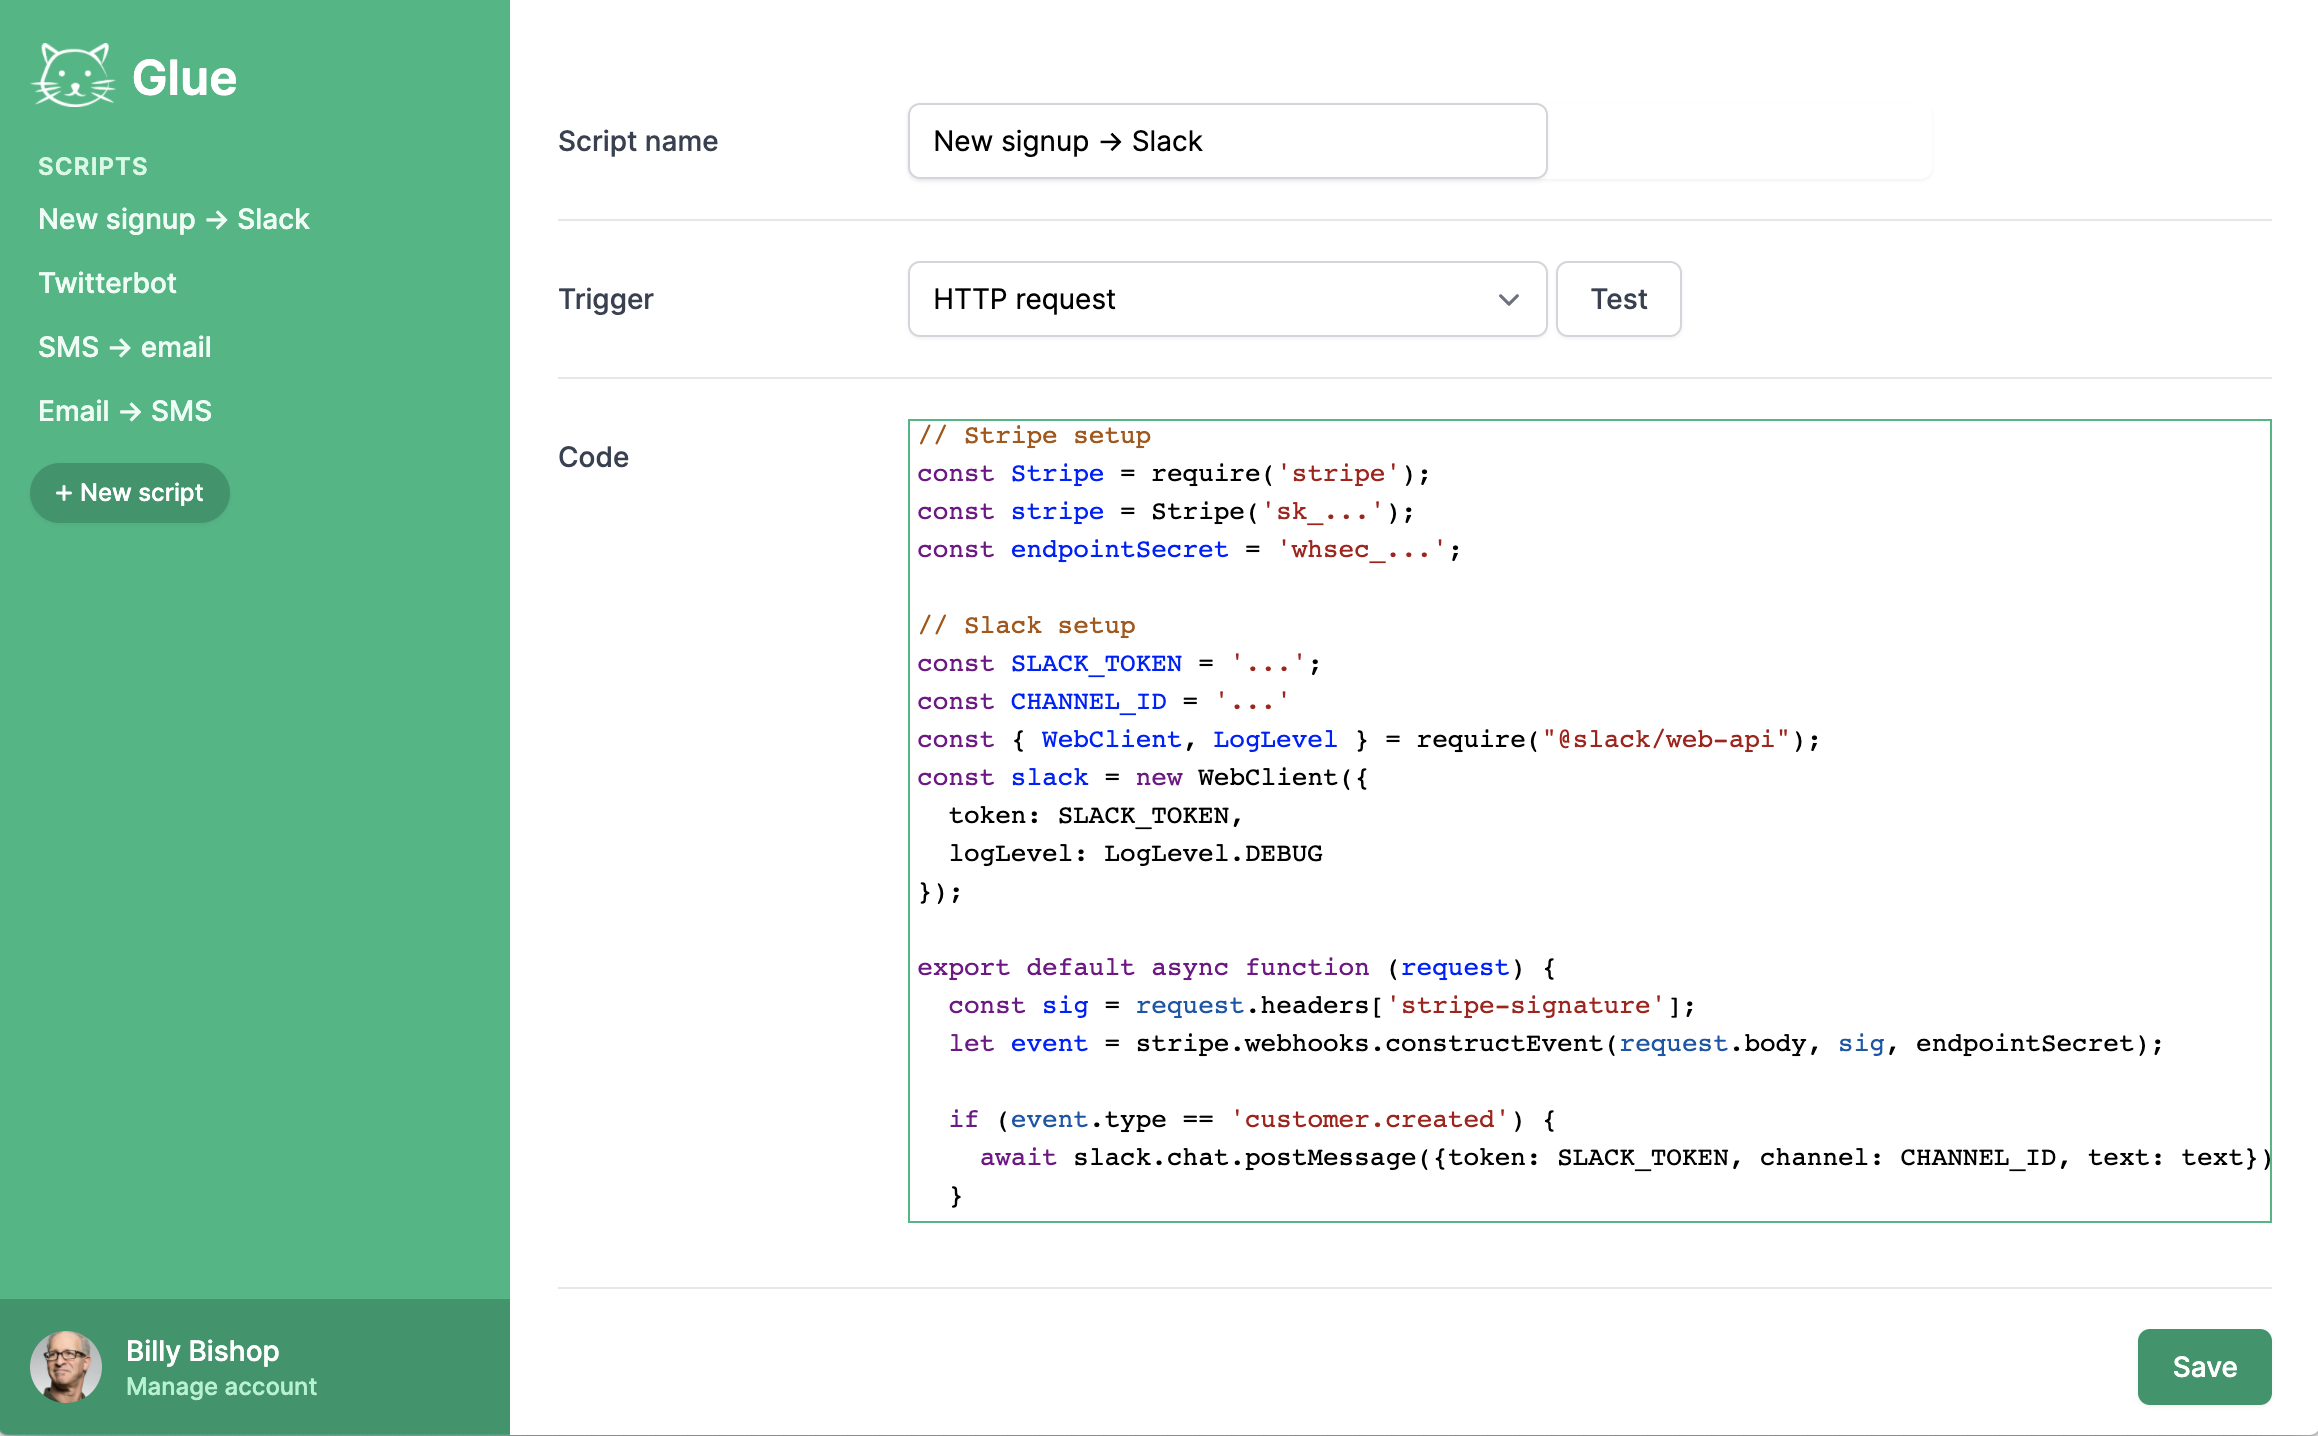 Glue
SCRIPTS
New signup → Slack
Twitterbot
SMS → email
Email → SMS
+ New script
Billy Bishop
Manage account
Script name
New signup → Slack
Trigger
HTTP request
Test
Code
// Stripe setup
const Stripe = require('stripe');
const stripe = Stripe('sk_...');
const endpointSecret = 'whsec_...';
// Slack setup
const SLACK_TOKEN = '...';
const CHANNEL_ID = '...'
const { WebClient, LogLevel } = require("@slack/web-api");
const slack = new WebClient({
  token: SLACK_TOKEN,
  logLevel: LogLevel.DEBUG
});
export default async function (request) {
  const sig = request.headers['stripe-signature'];
  let event = stripe.webhooks.constructEvent(request.body, sig, endpointSecret);
  if (event.type == 'customer.created') {
    await slack.chat.postMessage({token: SLACK_TOKEN, channel: CHANNEL_ID, text: text})
  }
Save